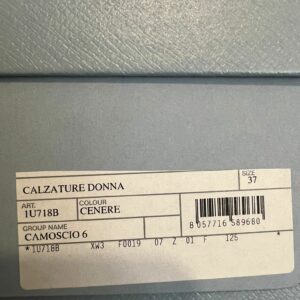 CALZATURE DONNA
SIZE
37
ART.
1U718B
COLOUR
CENERE
GROUP NAME
CAMOSCIO 6
8 057716 589680
*1U718B XW3 F0019 07 Z 01 F 125 *